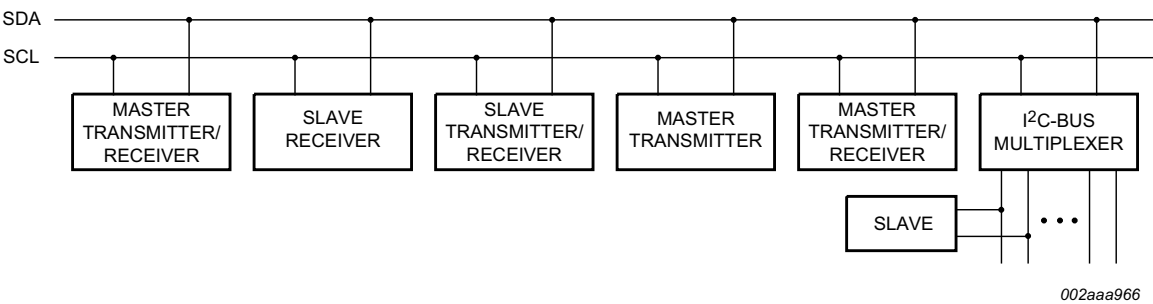 SDA
SCL
MASTER
TRANSMITTER/
RECEIVER
SLAVE
RECEIVER
SLAVE
TRANSMITTER/
RECEIVER
MASTER
TRANSMITTER
MASTER
TRANSMITTER/
RECEIVER
I²C-BUS
MULTIPLEXER
SLAVE
002aaa966